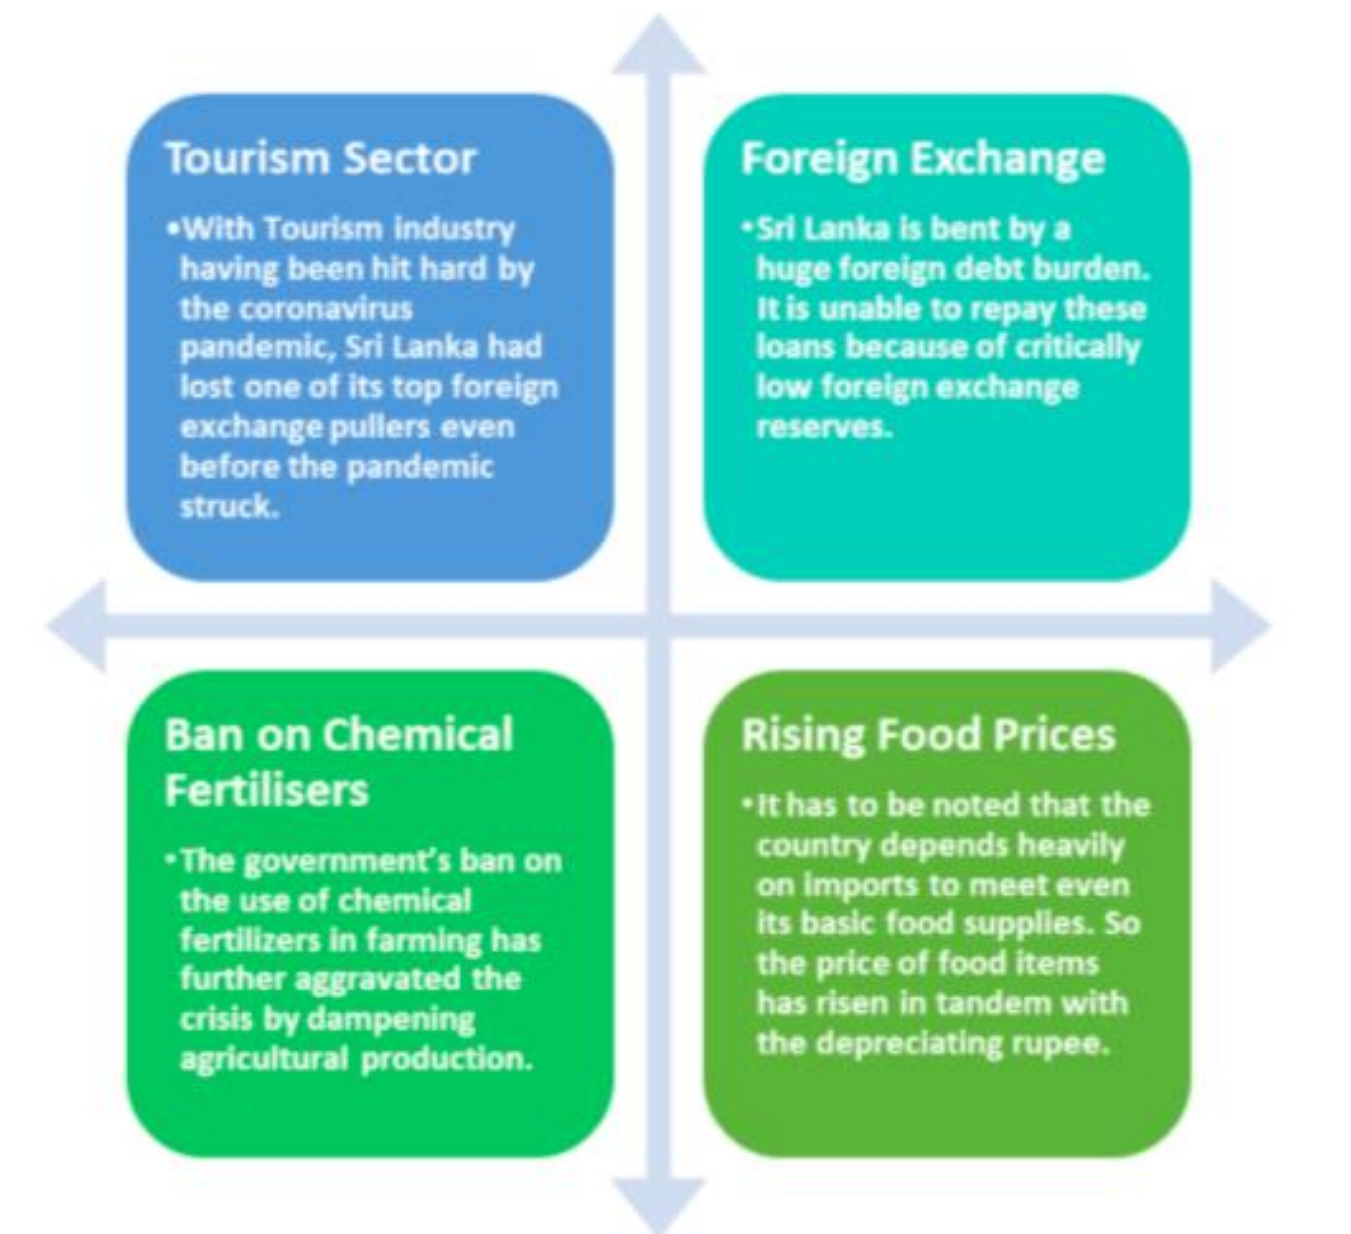 Tourism Sector
•With Tourism industry
having been hit hard by
the coronavirus
pandemic, Sri Lanka had
lost one of its top foreign
exchange pullers even
before the pandemic
struck.
Foreign Exchange
•Sri Lanka is bent by a
huge foreign debt burden.
It is unable to repay these
loans because of critically
low foreign exchange
reserves.
Ban on Chemical
Fertilisers
•The government’s ban on
the use of chemical
fertilizers in farming has
further aggravated the
crisis by dampening
agricultural production.
Rising Food Prices
•It has to be noted that the
country depends heavily
on imports to meet even
its basic food supplies. So
the price of food items
has risen in tandem with
the depreciating rupee.